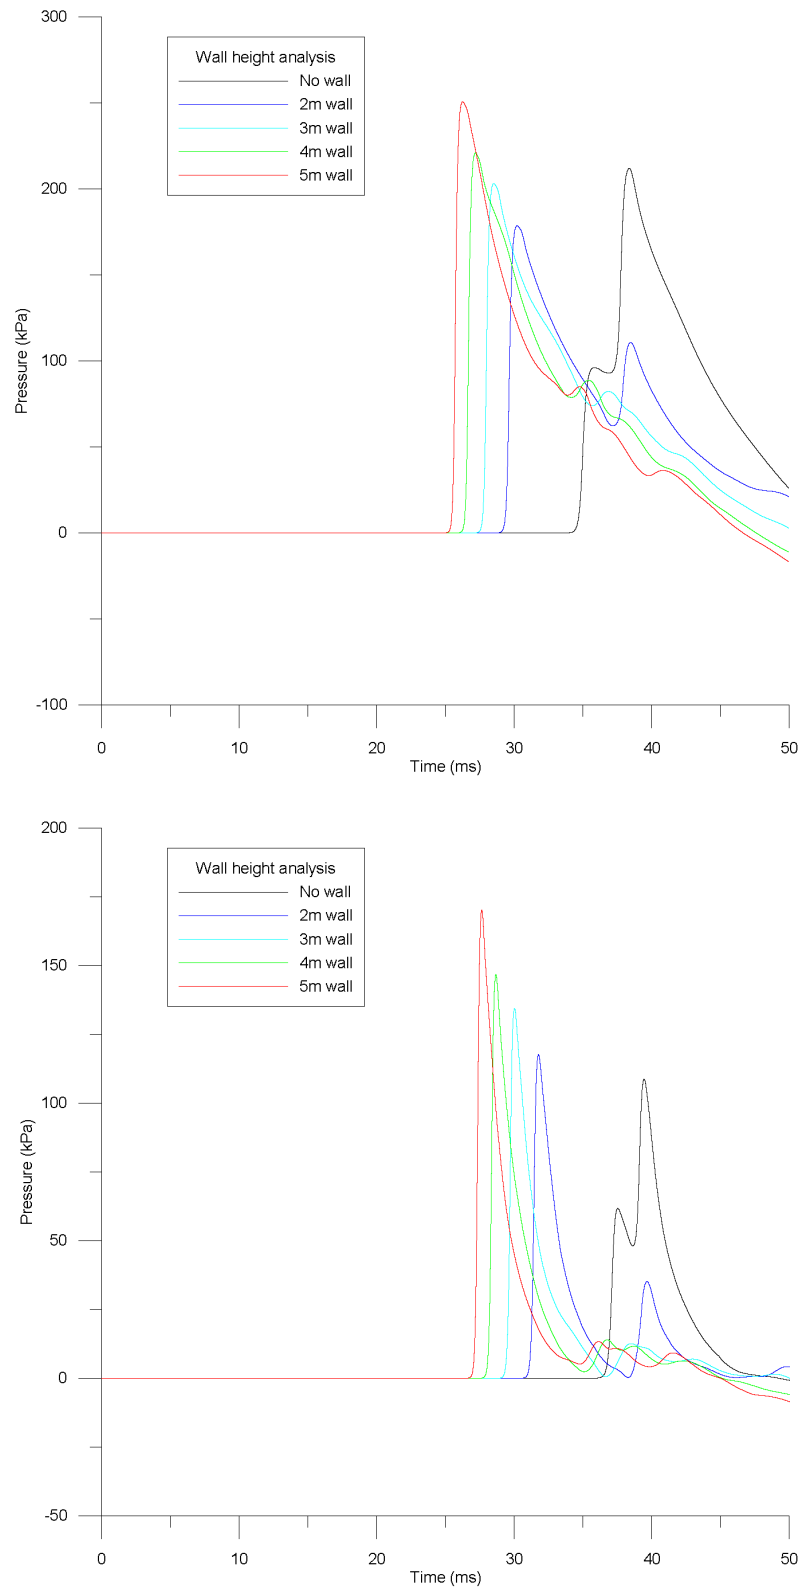 300
Wall height analysis
No wall
2m wall
3m wall
4m wall
5m wall
200
Pressure (kPa)
100
0
-100
0 10 20 30 40 50
Time (ms)
200
Wall height analysis
No wall
2m wall
3m wall
4m wall
5m wall
150
100
Pressure (kPa)
50
0
-50
0 10 20 30 40 50
Time (ms)